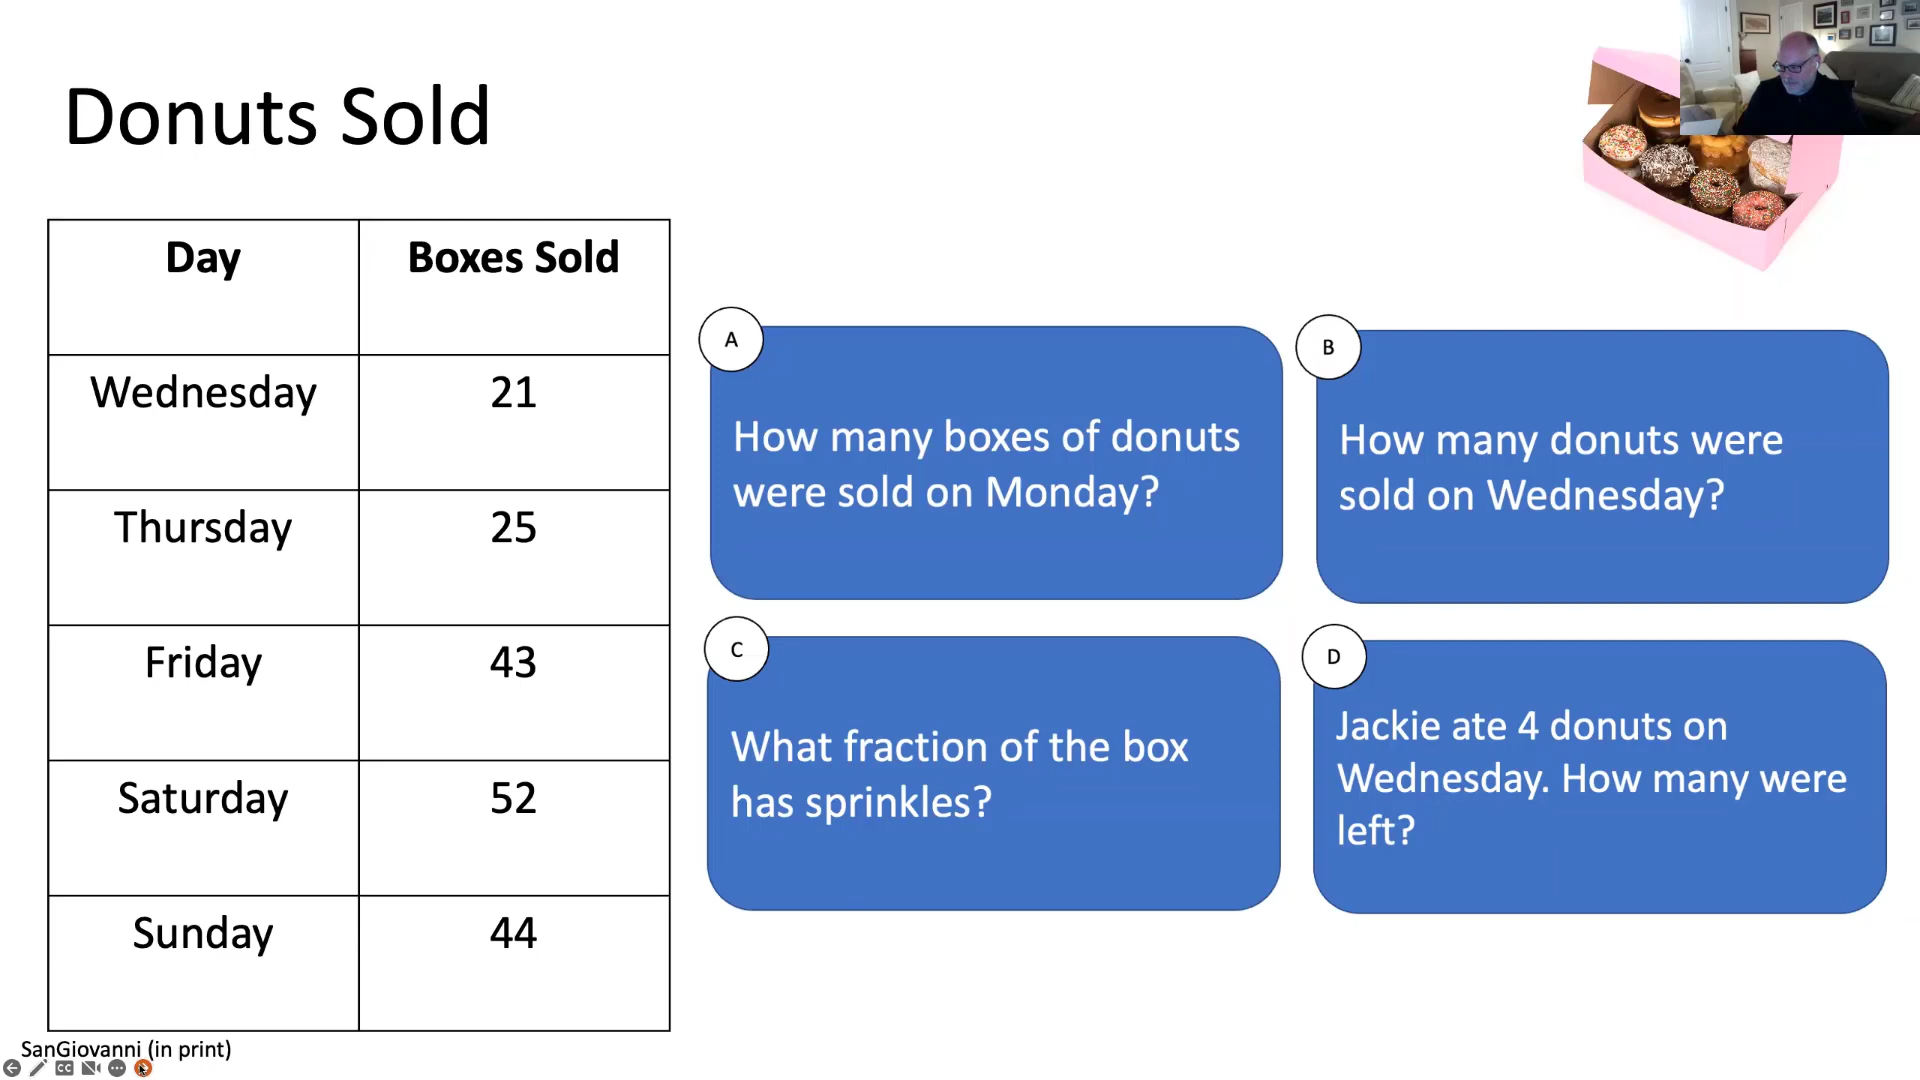 Donuts Sold
Day Boxes Sold
Wednesday 21
Thursday 25
Friday 43
Saturday 52
Sunday 44
A
How many boxes of donuts
were sold on Monday?
B
How many donuts were
sold on Wednesday?
C
What fraction of the box
has sprinkles?
D
Jackie ate 4 donuts on
Wednesday. How many were
left?
SanGiovanni (in print)
CC